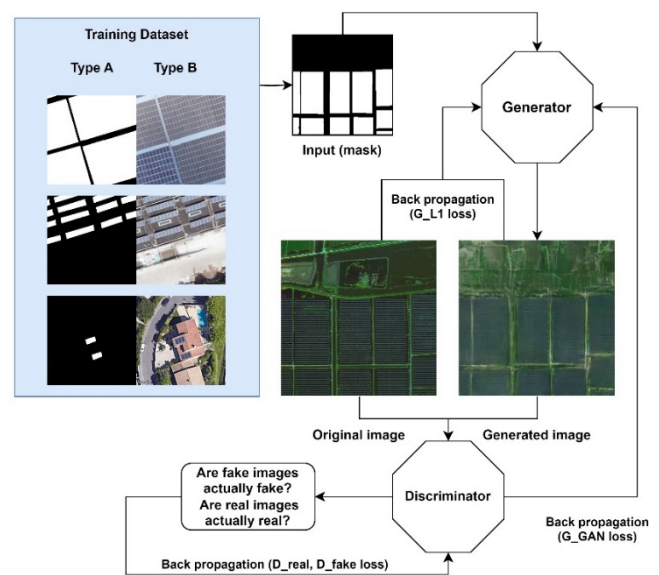 Training Dataset
Type A
Type B
Input (mask)
Generator
Back propagation
(G_L1 loss)
Original image
Generated image
Are fake images
actually fake?
Are real images
actually real?
Discriminator
Back propagation
(G_GAN loss)
Back propagation (D_real, D_fake loss)